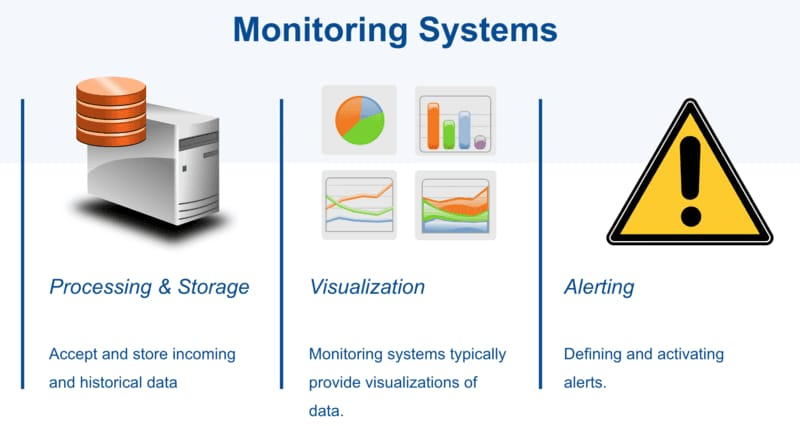 Monitoring Systems
Processing & Storage
Accept and store incoming
and historical data
Visualization
Monitoring systems typically
provide visualizations of
data.
Alerting
Defining and activating
alerts.